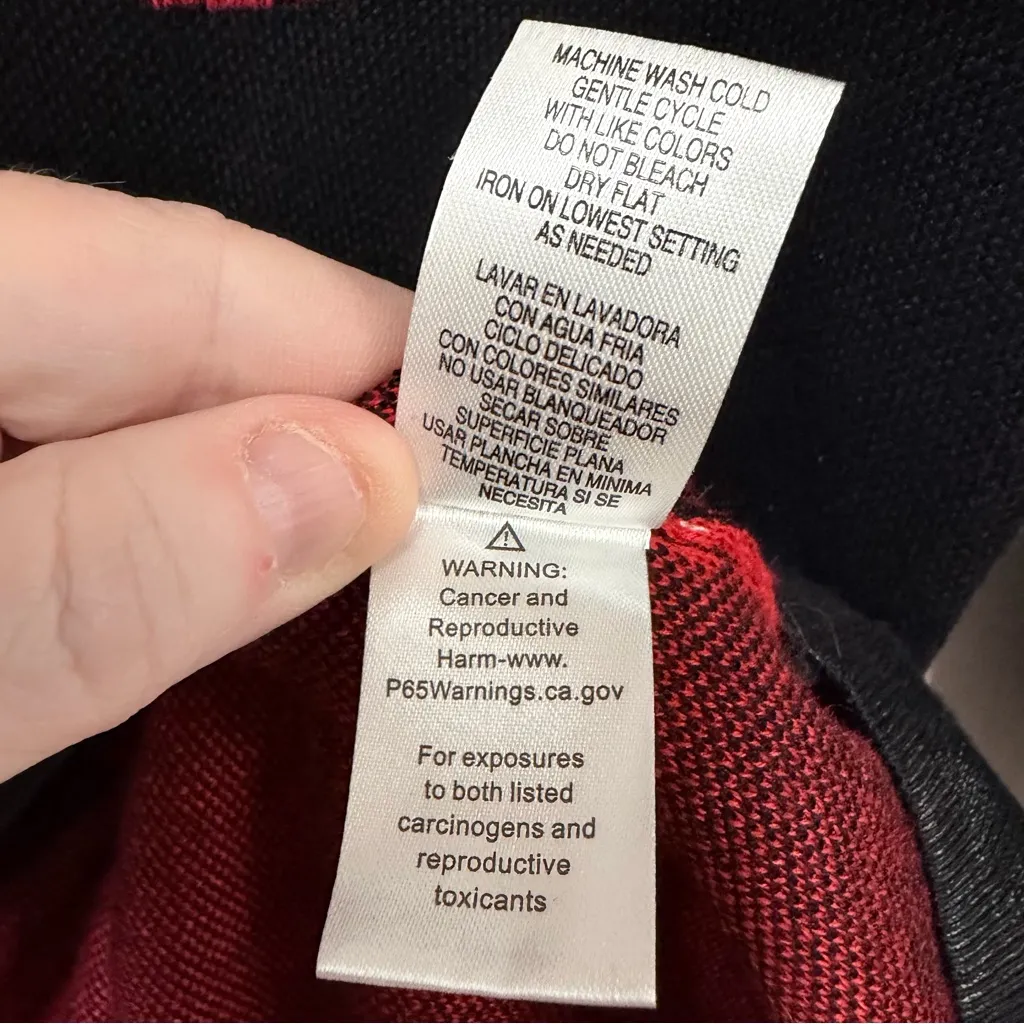 MACHINE WASH COLD
GENTLE CYCLE
WITH LIKE COLORS
DO NOT BLEACH
DRY FLAT
IRON ON LOWEST SETTING
AS NEEDED
LAVAR EN LAVADORA
CON AGUA FRIA
CICLO DELICADO
CON COLORES SIMILARES
NO USAR BLANQUEADOR
SECAR SOBRE
SUPERFICIE PLANA
USAR PLANCHA EN MINIMA
TEMPERATURA SI SE
NECESITA
WARNING:
Cancer and
Reproductive
Harm-www.
P65Warnings.ca.gov
For exposures
to both listed
carcinogens and
reproductive
toxicants